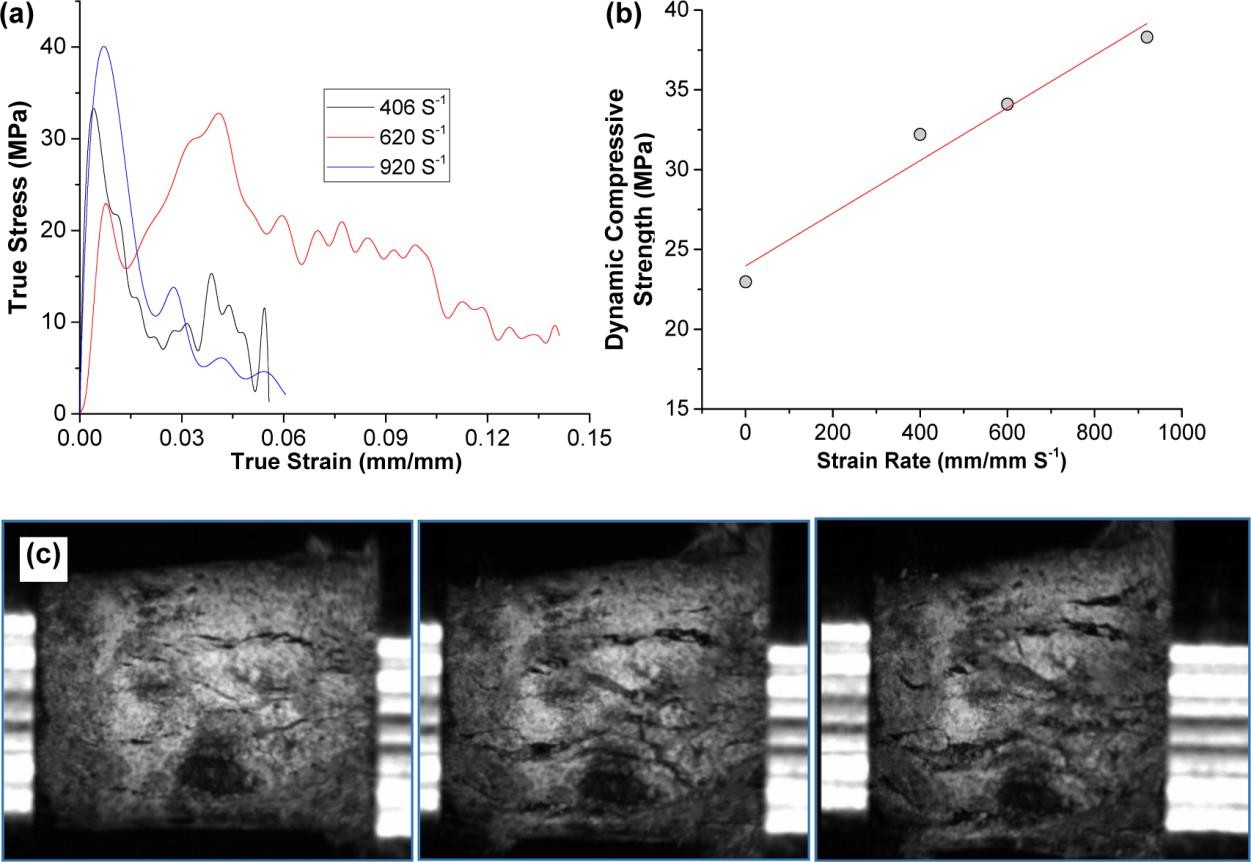 (a)
True Stress (MPa)
40
30
20
10
0
0.00 0.03 0.06 0.09 0.12 0.15
True Strain (mm/mm)
406 S⁻¹
620 S⁻¹
920 S⁻¹
(b)
Dynamic Compressive
Strength (MPa)
40
35
30
25
20
15
0 200 400 600 800 1000
Strain Rate (mm/mm S⁻¹)
(c)